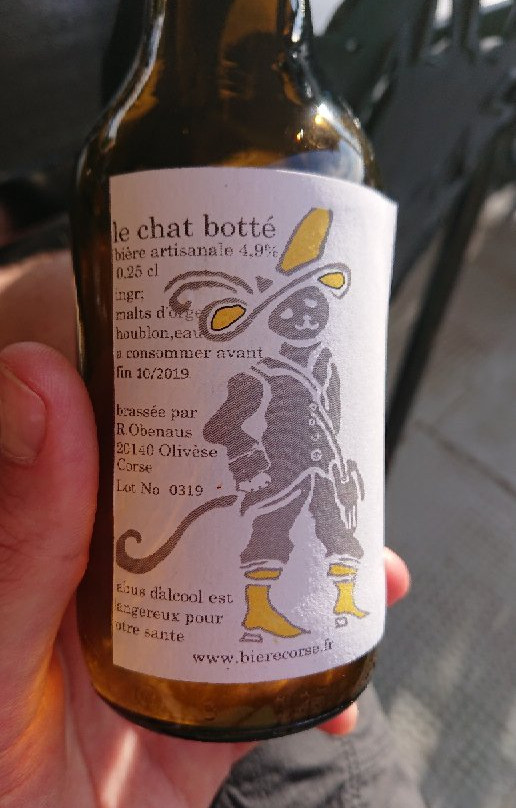 le chat botté
bière artisanale 4.9%
0.25 cl
ingr:
malts d'orge
houblon,eau
a consommer avant
fin 10/2019
brassée par
R.Obenaus
20140 Olivèse
Corse
Lot No 0319
abus d'alcool est
angereux pour
otre sante
www.bierecorse.fr